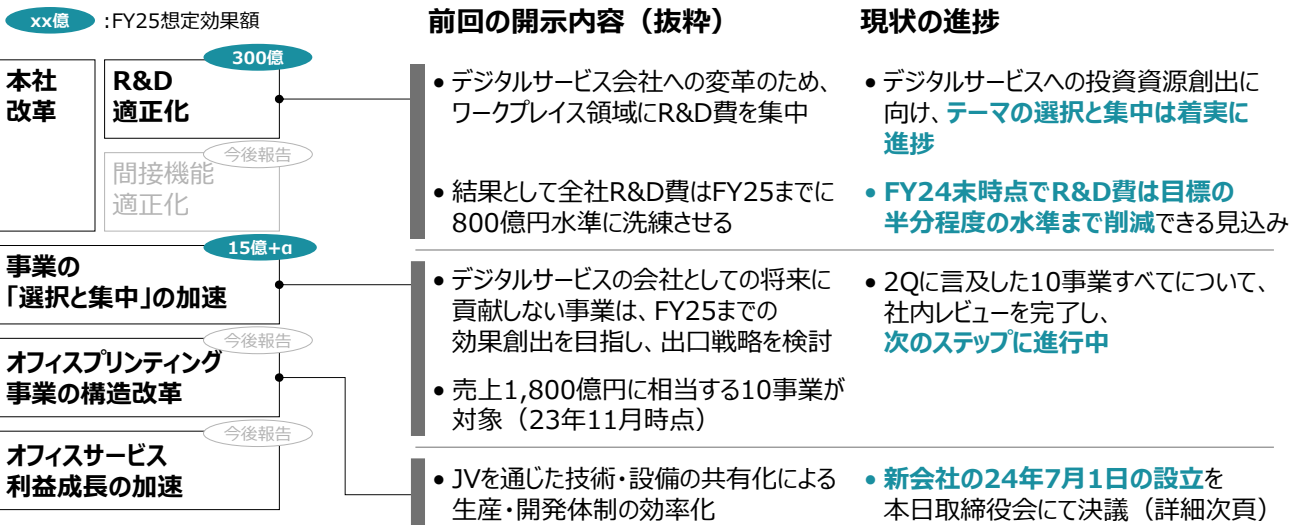 xx億 :FY25想定効果額
前回の開示内容（抜粋）
現状の進捗
本社
改革
300億
R&D
適正化
今後報告
間接機能
適正化
• デジタルサービス会社への変革のため、
ワークプレイス領域にR&D費を集中
• 結果として全社R&D費はFY25までに
800億円水準に洗練させる
• デジタルサービスへの投資資源創出に
向け、テーマの選択と集中は着実に
進捗
• FY24末時点でR&D費は目標の
半分程度の水準まで削減できる見込み
15億+α
事業の
「選択と集中」の加速
• デジタルサービスの会社としての将来に
貢献しない事業は、FY25までの
効果創出を目指し、出口戦略を検討
• 売上1,800億円に相当する10事業が
対象（23年11月時点）
• 2Qに言及した10事業すべてについて、
社内レビューを完了し、
次のステップに進行中
今後報告
オフィスプリンティング
事業の構造改革
今後報告
オフィスサービス
利益成長の加速
• JVを通じた技術・設備の共有化による
生産・開発体制の効率化
• 新会社の24年7月1日の設立を
本日取締役会にて決議（詳細次頁）